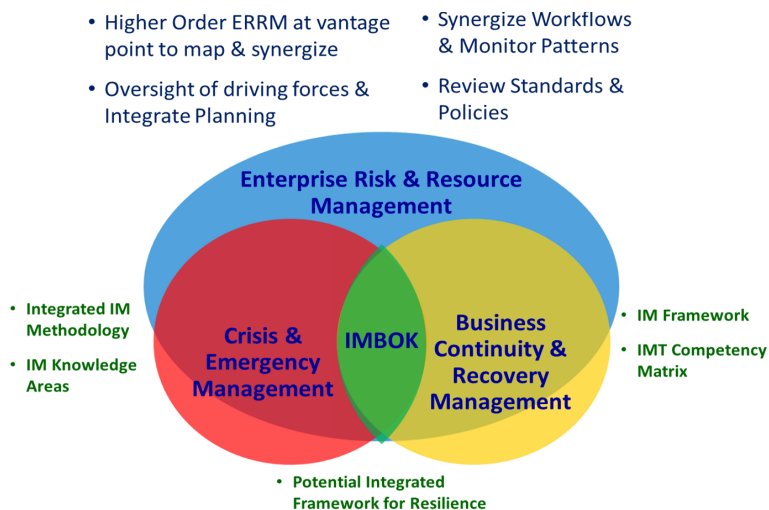 • Higher Order ERRM at vantage
point to map & synergize
• Oversight of driving forces &
Integrate Planning
• Synergize Workflows
& Monitor Patterns
• Review Standards &
Policies
Enterprise Risk & Resource
Management
• Integrated IM
Methodology
• IM Knowledge
Areas
Crisis &
Emergency
Management
IMBOK
Business
Continuity &
Recovery
Management
• IM Framework
• IMT Competency
Matrix
• Potential Integrated
Framework for Resilience